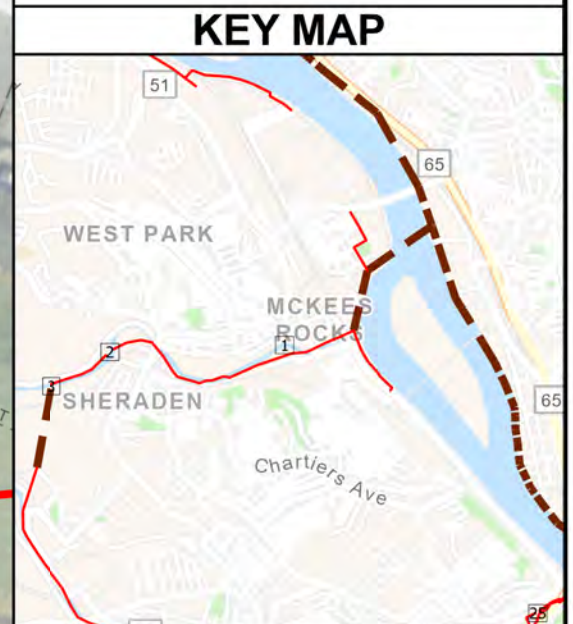 KEY MAP
51
65
WEST PARK
MCKEES
ROCKS
1
2
3
SHERADEN
65
Chartiers Ave
25